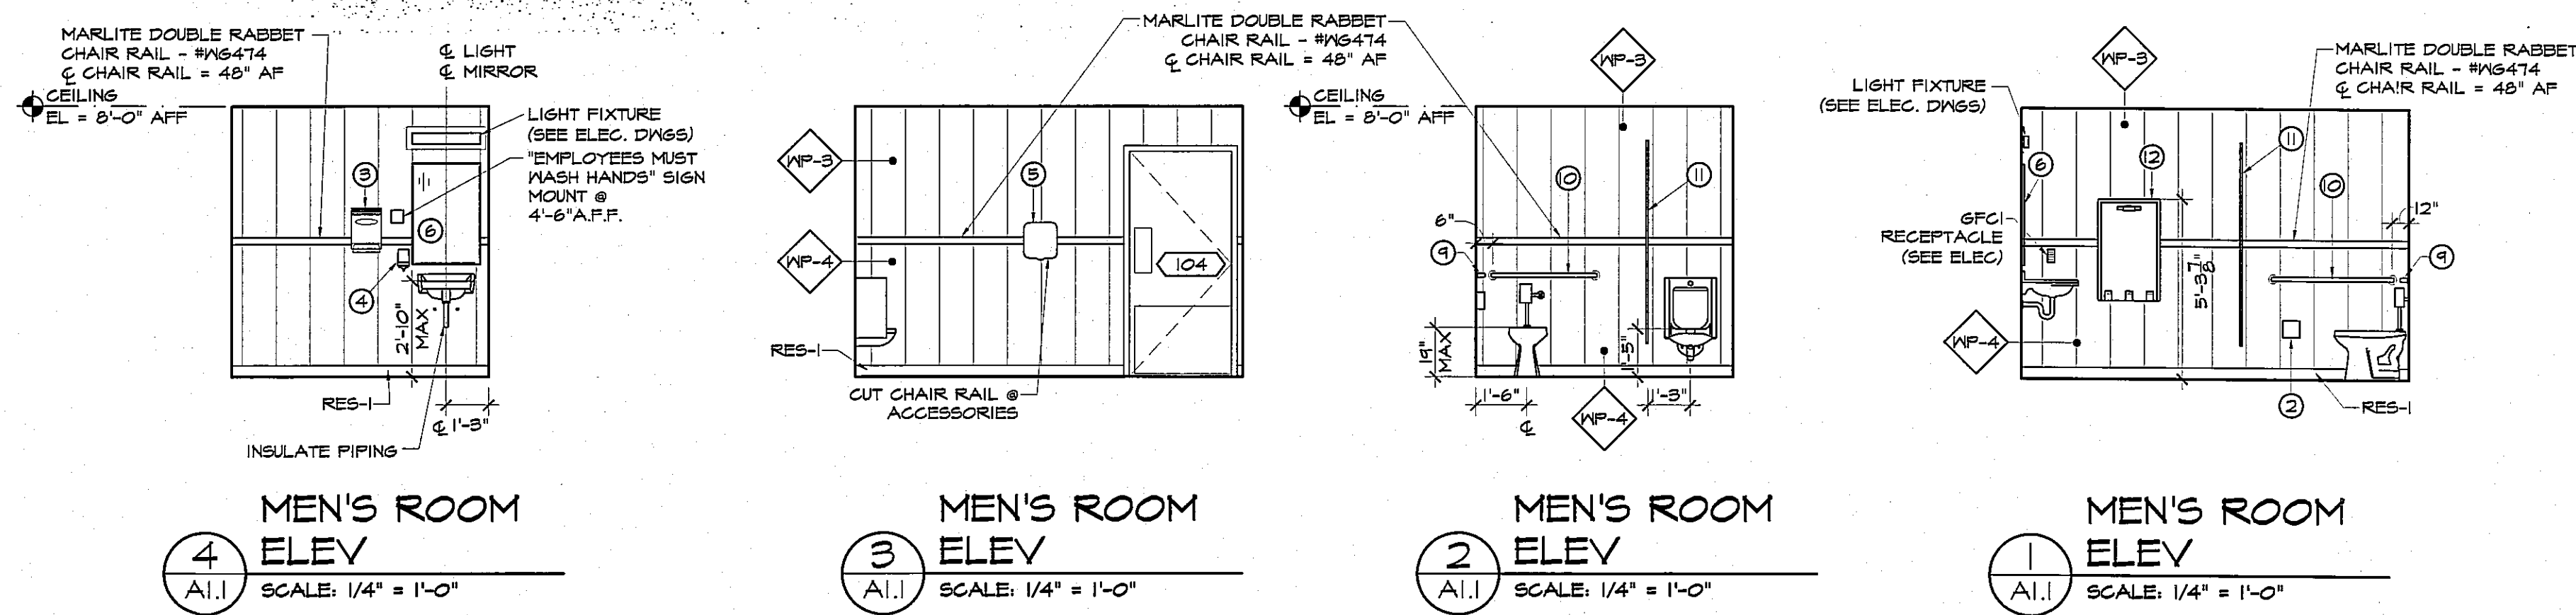 MARLITE DOUBLE RABBET
CHAIR RAIL - #WG474
℄ CHAIR RAIL = 48" AF
℄ LIGHT
℄ MIRROR
CEILING
EL = 8'-0" AFF
LIGHT FIXTURE
(SEE ELEC. DWGS)
"EMPLOYEES MUST
WASH HANDS" SIGN
MOUNT @
4'-6"A.F.F.
3
6
4
2'-10"
MAX
RES-1
℄ 1'-3"
INSULATE PIPING
MEN'S ROOM
ELEV
4
A1.1
SCALE: 1/4" = 1'-0"
MARLITE DOUBLE RABBET
CHAIR RAIL - #WG474
℄ CHAIR RAIL = 48" AF
WP-3
5
WP-4
104
RES-1
CUT CHAIR RAIL @
ACCESSORIES
MEN'S ROOM
ELEV
3
A1.1
SCALE: 1/4" = 1'-0"
WP-3
CEILING
EL = 8'-0" AFF
10
11
6"
9
19"
MAX
1'-5"
1'-6"
℄
1'-3"
WP-4
MEN'S ROOM
ELEV
2
A1.1
SCALE: 1/4" = 1'-0"
WP-3
MARLITE DOUBLE RABBET
CHAIR RAIL - #WG474
℄ CHAIR RAIL = 48" AF
LIGHT FIXTURE
(SEE ELEC. DWGS)
6
12
11
10
12"
GFCI
RECEPTACLE
(SEE ELEC)
9
5'-3 7/8"
WP-4
2
RES-1
MEN'S ROOM
ELEV
1
A1.1
SCALE: 1/4" = 1'-0"